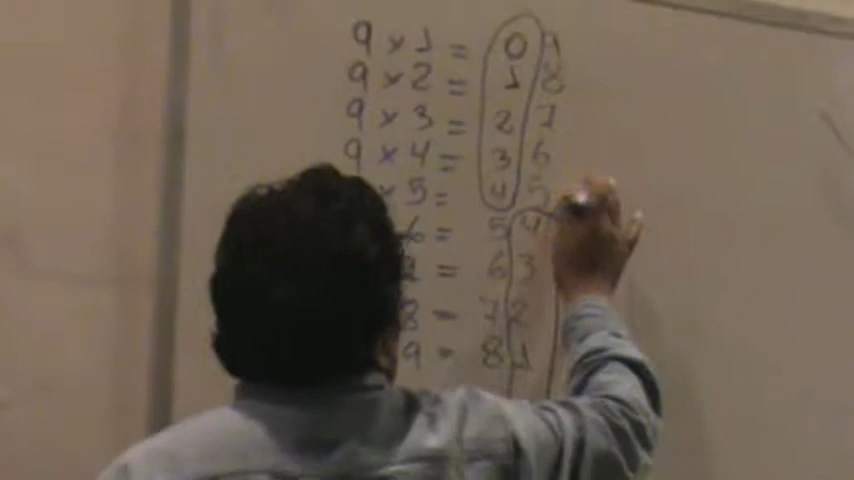 9 × 1 = 09
9 × 2 = 18
9 × 3 = 27
9 × 4 = 36
× 5 = 45
6 = 54
7 = 63
8 = 72
9 = 81